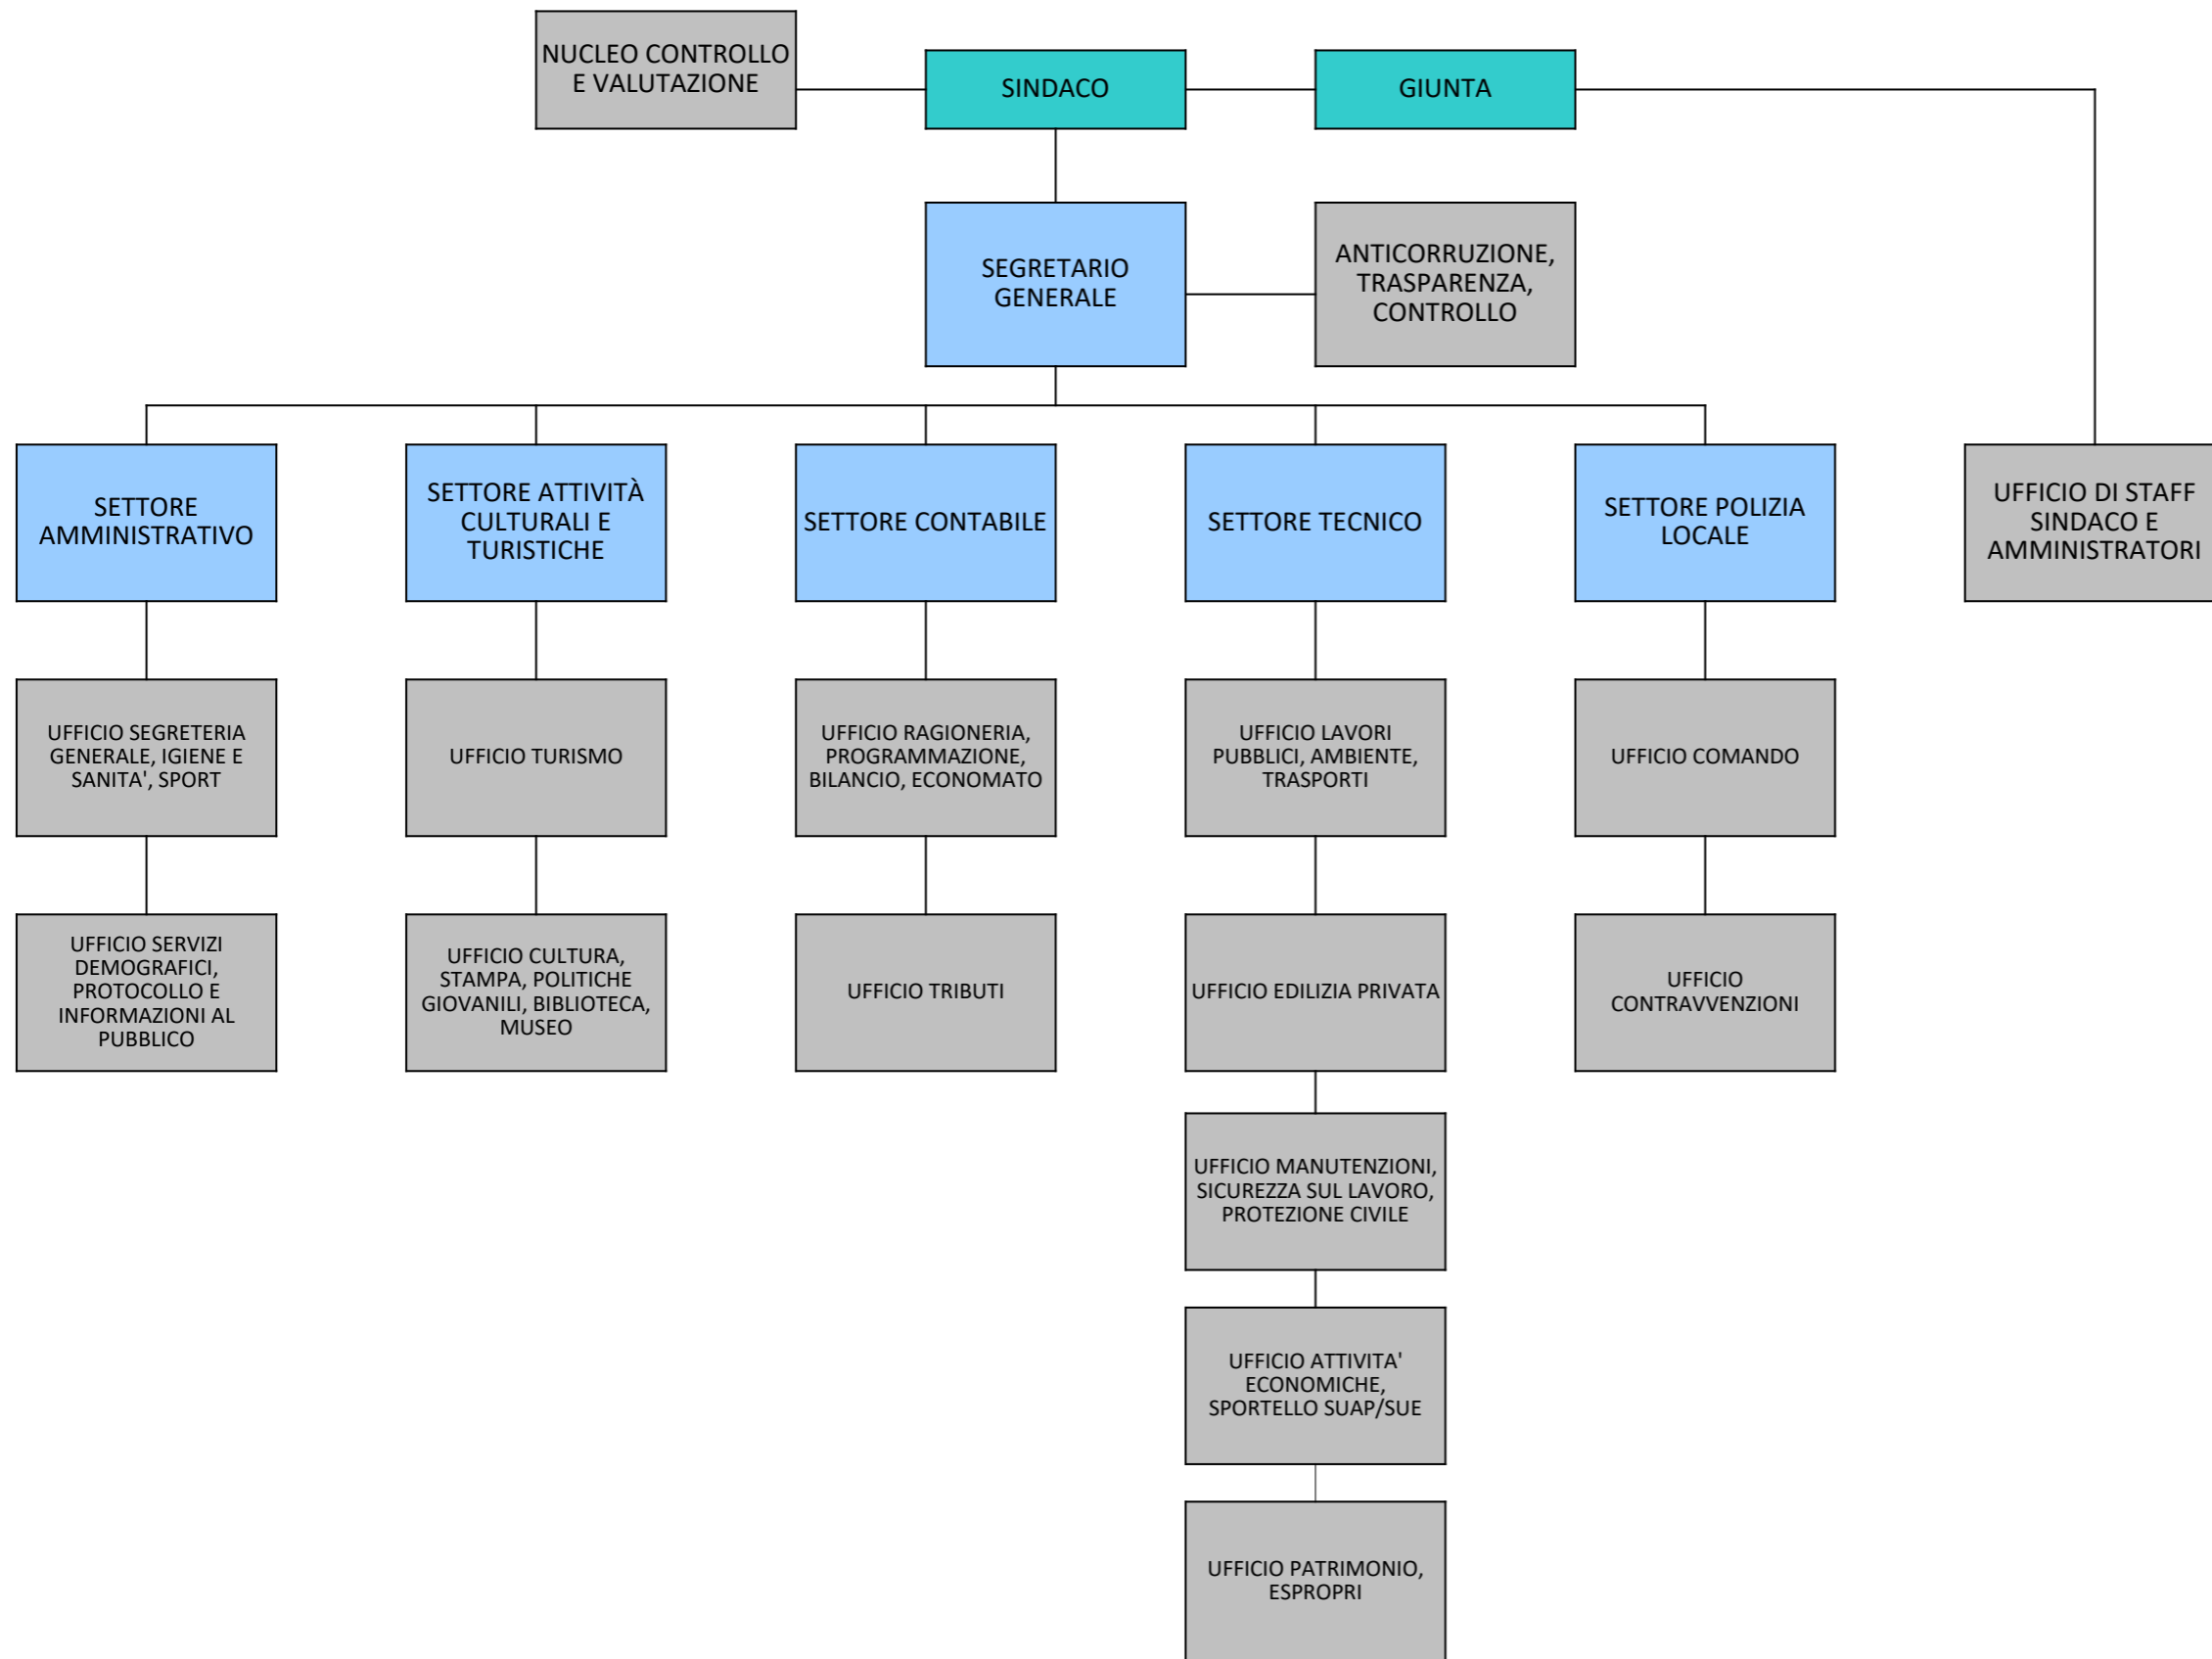 NUCLEO CONTROLLO
E VALUTAZIONE
SINDACO
GIUNTA
SEGRETARIO
GENERALE
ANTICORRUZIONE,
TRASPARENZA,
CONTROLLO
SETTORE
AMMINISTRATIVO
SETTORE ATTIVITÀ
CULTURALI E
TURISTICHE
SETTORE CONTABILE
SETTORE TECNICO
SETTORE POLIZIA
LOCALE
UFFICIO DI STAFF
SINDACO E
AMMINISTRATORI
UFFICIO SEGRETERIA
GENERALE, IGIENE E
SANITA', SPORT
UFFICIO TURISMO
UFFICIO RAGIONERIA,
PROGRAMMAZIONE,
BILANCIO, ECONOMATO
UFFICIO LAVORI
PUBBLICI, AMBIENTE,
TRASPORTI
UFFICIO COMANDO
UFFICIO SERVIZI
DEMOGRAFICI,
PROTOCOLLO E
INFORMAZIONI AL
PUBBLICO
UFFICIO CULTURA,
STAMPA, POLITICHE
GIOVANILI, BIBLIOTECA,
MUSEO
UFFICIO TRIBUTI
UFFICIO EDILIZIA PRIVATA
UFFICIO
CONTRAVVENZIONI
UFFICIO MANUTENZIONI,
SICUREZZA SUL LAVORO,
PROTEZIONE CIVILE
UFFICIO ATTIVITA'
ECONOMICHE,
SPORTELLO SUAP/SUE
UFFICIO PATRIMONIO,
ESPROPRI